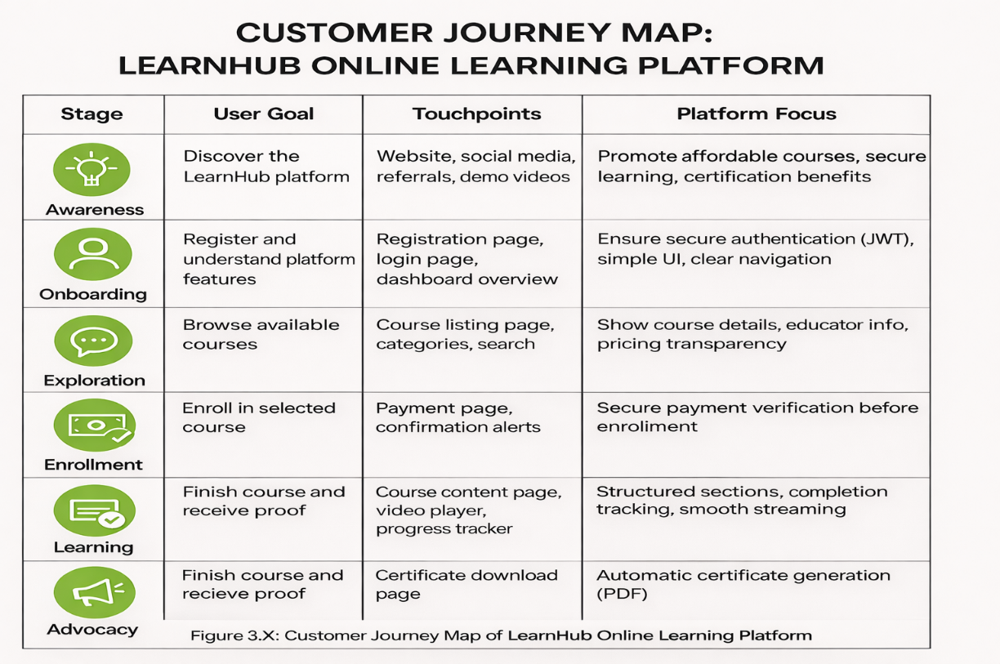 CUSTOMER JOURNEY MAP:
LEARNHUB ONLINE LEARNING PLATFORM
Stage
User Goal
Touchpoints
Platform Focus
Awareness
Discover the
LearnHub platform
Website, social media,
referrals, demo videos
Promote affordable courses, secure
learning, certification benefits
Onboarding
Register and
understand platform
features
Registration page,
login page,
dashboard overview
Ensure secure authentication (JWT),
simple UI, clear navigation
Exploration
Browse available
courses
Course listing page,
categories, search
Show course details, educator info,
pricing transparency
Enrollment
Enroll in selected
course
Payment page,
confirmation alerts
Secure payment verification before
enroliment
Learning
Finish course and
receive proof
Course content page,
video player,
progress tracker
Structured sections, completion
tracking, smooth streaming
Advocacy
Finish course and
recieve proof
Certificate download
page
Automatic certificate generation
(PDF)
Figure 3.X: Customer Journey Map of LearnHub Online Learning Platform